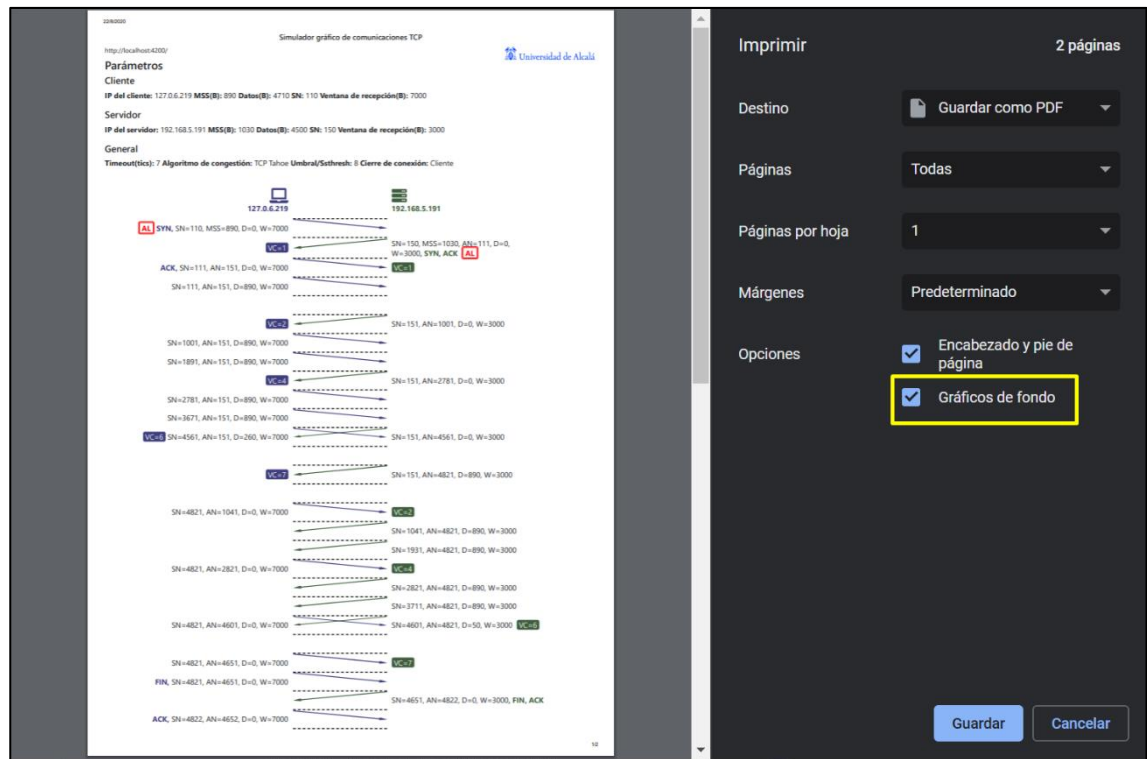 22/8/2020
Simulador gráfico de comunicaciones TCP
http://localhost:4200/
Universidad de Alcalá
Parámetros
Cliente
IP del cliente: 127.0.6.219 MSS(B): 890 Datos(B): 4710 SN: 110 Ventana de recepción(B): 7000
Servidor
IP del servidor: 192.168.5.191 MSS(B): 1030 Datos(B): 4500 SN: 150 Ventana de recepción(B): 3000
General
Timeout(tics): 7 Algoritmo de congestión: TCP Tahoe Umbral/Ssthresh: 8 Cierre de conexión: Cliente
127.0.6.219 192.168.5.191
AL SYN, SN=110, MSS=890, D=0, W=7000
VC=1 SN=150, MSS=1030, AN=111, D=0,
W=3000, SYN, ACK AL
ACK, SN=111, AN=151, D=0, W=7000 VC=1
SN=111, AN=151, D=890, W=7000
VC=2 SN=151, AN=1001, D=0, W=3000
SN=1001, AN=151, D=890, W=7000
SN=1891, AN=151, D=890, W=7000
VC=4 SN=151, AN=2781, D=0, W=3000
SN=2781, AN=151, D=890, W=7000
SN=3671, AN=151, D=890, W=7000
VC=6 SN=4561, AN=151, D=260, W=7000 SN=151, AN=4561, D=0, W=3000
VC=7 SN=151, AN=4821, D=890, W=3000
SN=4821, AN=1041, D=0, W=7000 VC=2
SN=1041, AN=4821, D=890, W=3000
SN=1931, AN=4821, D=890, W=3000
SN=4821, AN=2821, D=0, W=7000 VC=4
SN=2821, AN=4821, D=890, W=3000
SN=3711, AN=4821, D=890, W=3000
SN=4821, AN=4601, D=0, W=7000 SN=4601, AN=4821, D=50, W=3000 VC=6
SN=4821, AN=4651, D=0, W=7000 VC=7
FIN, SN=4821, AN=4651, D=0, W=7000
SN=4651, AN=4822, D=0, W=3000, FIN, ACK
ACK, SN=4822, AN=4652, D=0, W=7000
1/2
Imprimir 2 páginas
Destino Guardar como PDF
Páginas Todas
Páginas por hoja 1
Márgenes Predeterminado
Opciones Encabezado y pie de
página
Gráficos de fondo
Guardar Cancelar